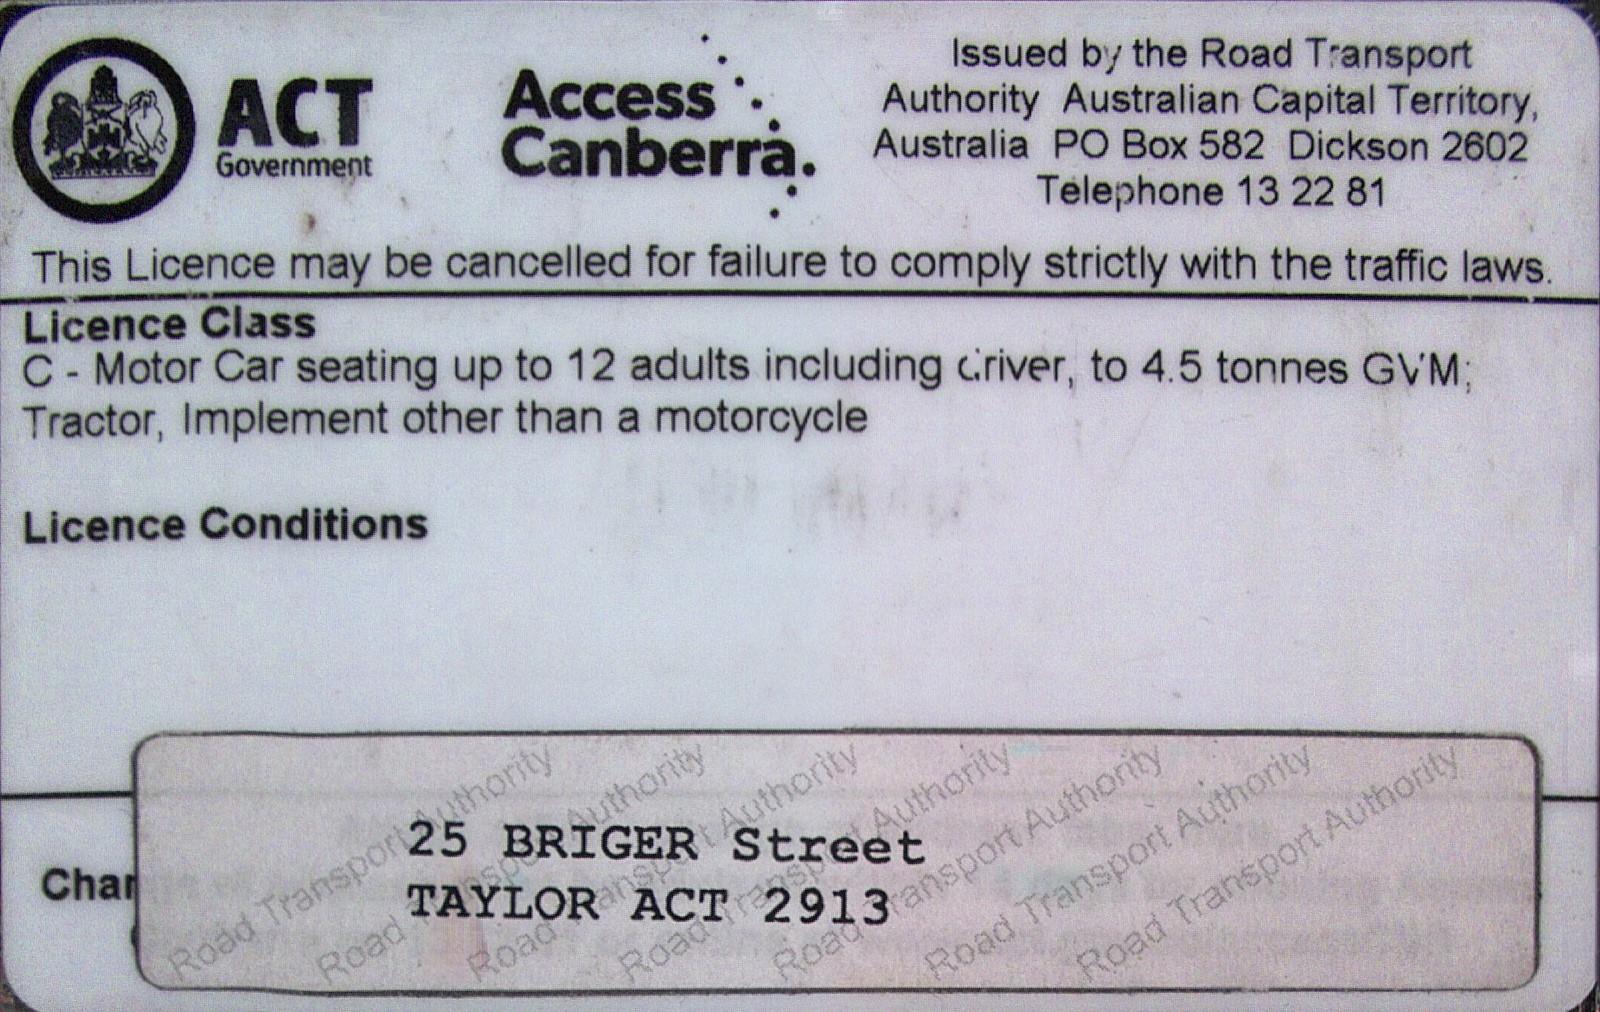 ACT
Government
Access
Canberra.
Issued by the Road Transport
Authority Australian Capital Territory,
Australia PO Box 582 Dickson 2602
Telephone 13 22 81
This Licence may be cancelled for failure to comply strictly with the traffic laws.
Licence Class
C - Motor Car seating up to 12 adults including driver, to 4.5 tonnes GVM;
Tractor, Implement other than a motorcycle
Licence Conditions
Char
25 BRIGER Street
TAYLOR ACT 2913
Road Transport Authority
Road Transport Authority
Road Transport Authority
Road Transport Authority
Road Transport Authority
Road Transport Authority
Road Transport Authority